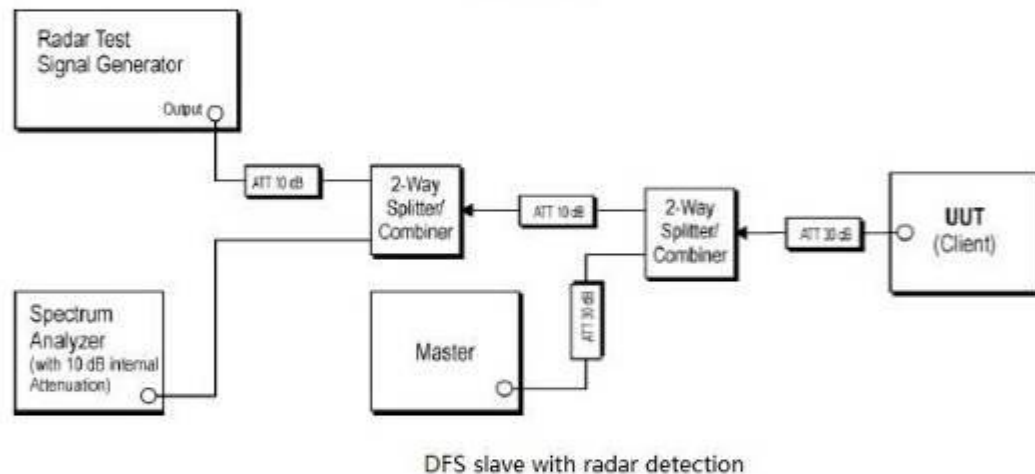 Radar Test
Signal Generator
Output
ATT 10 dB
2-Way
Splitter/
Combiner
ATT 10 dB
2-Way
Splitter/
Combiner
ATT 30 dB
UUT
(Client)
Spectrum
Analyzer
(with 10 dB internal
Attenuation)
Master
ATT 30 dB
DFS slave with radar detection